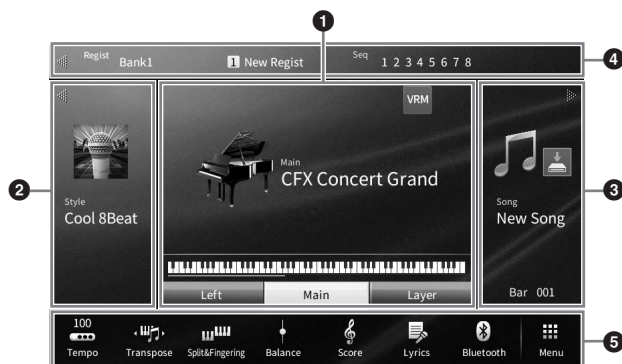 1
Regist Bank1 1 New Regist Seq 1 2 3 4 5 6 7 8
4
VRM
2
3
Main
CFX Concert Grand
Style
Cool 8Beat
Song
New Song
Left Main Layer
Bar 001
100
Tempo Transpose Split&Fingering Balance Score Lyrics Bluetooth Menu
5